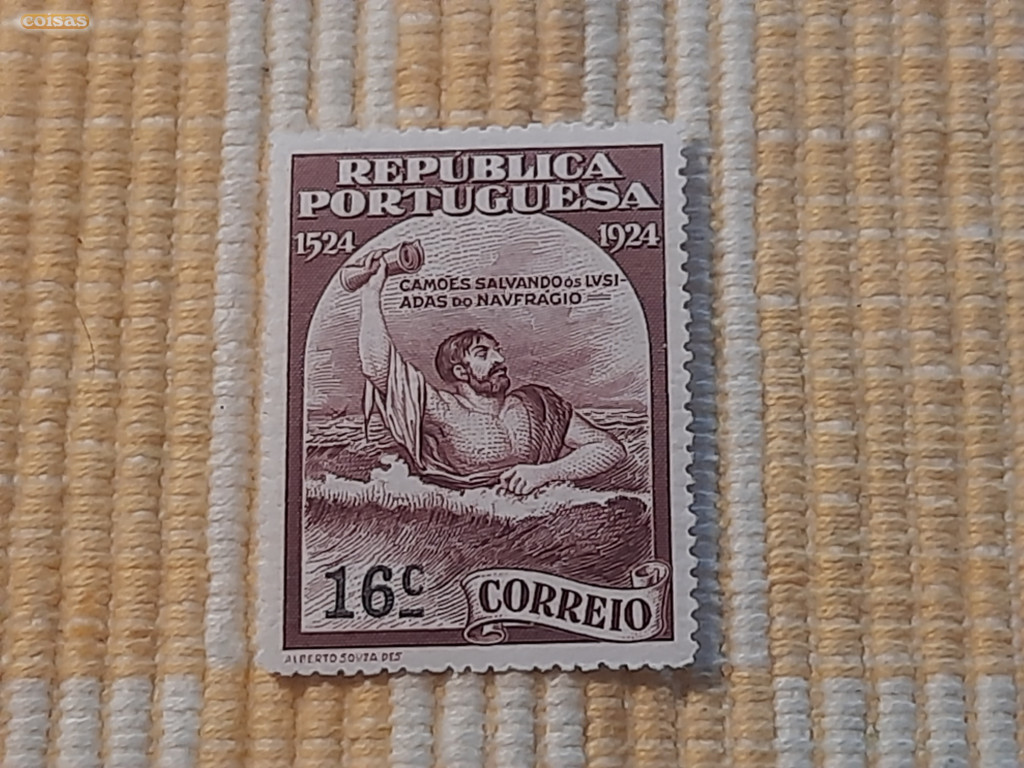 coisas
REPÚBLICA
PORTUGUESA
1524 1924
CAMÕES SALVANDO OS LVSI-
ADAS DO NAVFRAGIO
16C
CORREIO
ALBERTO SOVZA DES